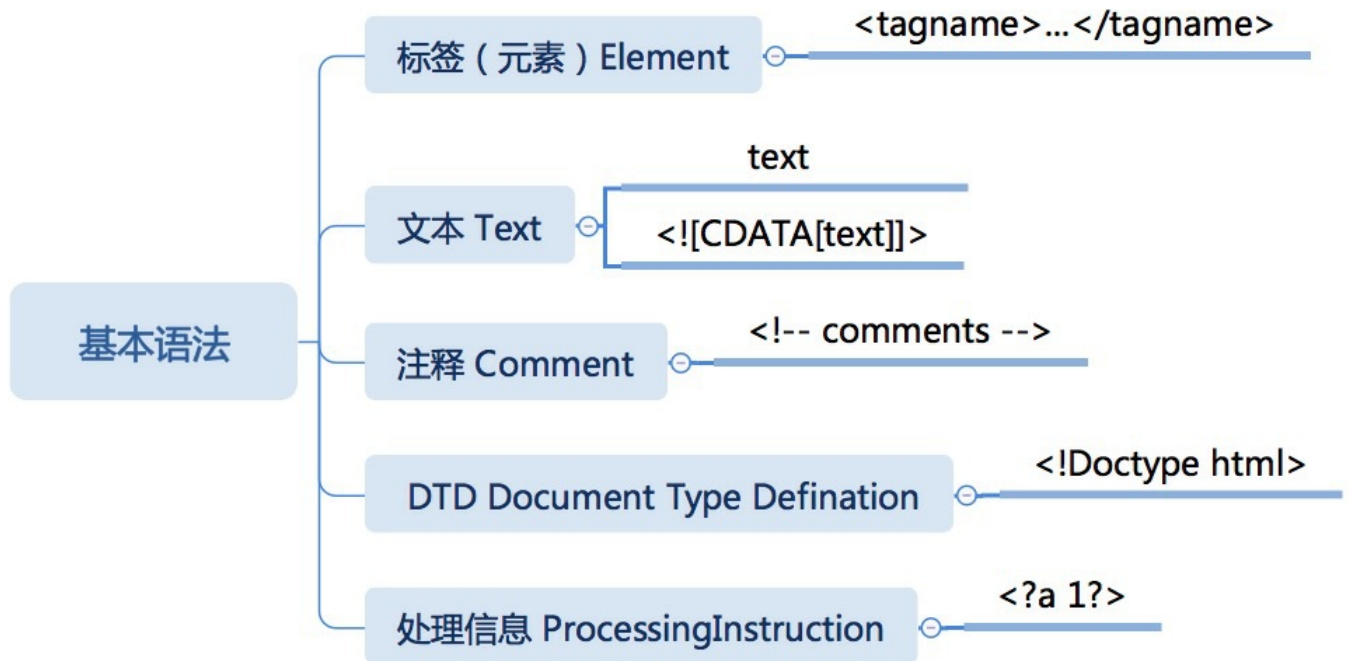 标签（元素）Element
<tagname>...</tagname>
文本 Text
text
<![CDATA[text]]>
基本语法
注释 Comment
<!-- comments -->
DTD Document Type Defination
<!Doctype html>
处理信息 ProcessingInstruction
<?a 1?>